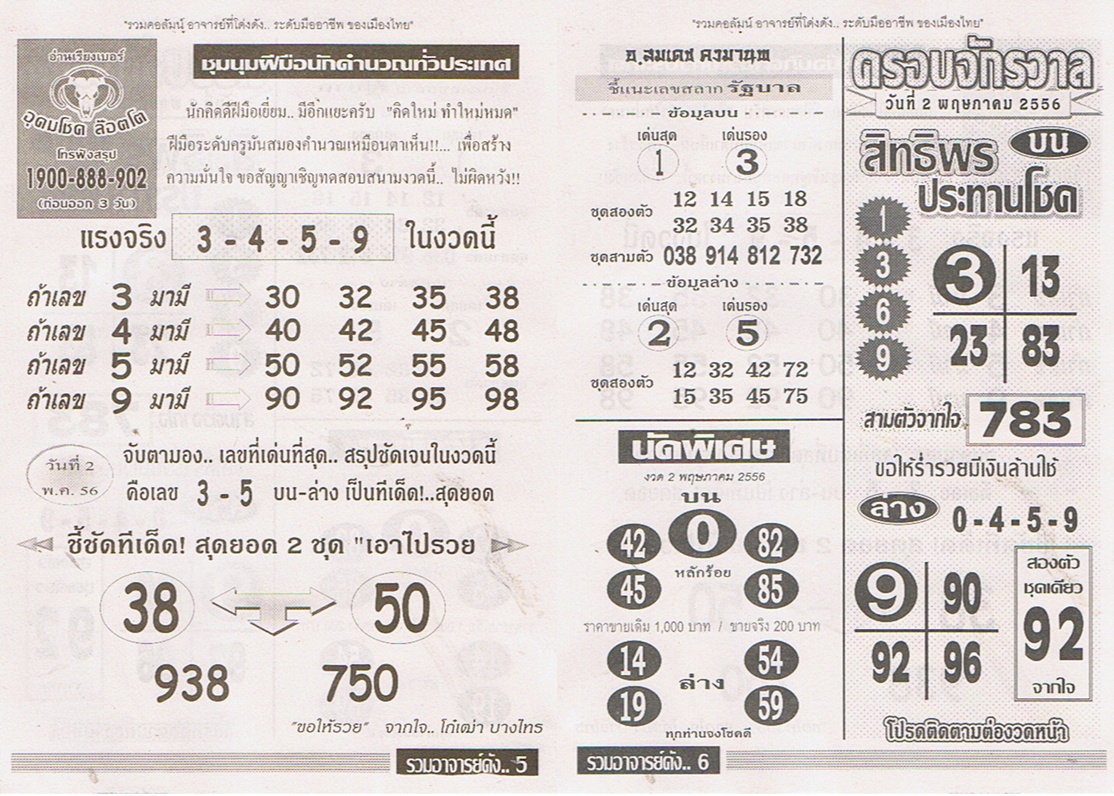 "รวมคอลัมน์ อาจารย์ที่โด่งดัง.. ระดับมืออาชีพ ของเมืองไทย"
อ่านเรียงเบอร์
อุดมโชค ล๊อตโต
โทรฟังสรุป
1900-888-902
(ก่อนออก 3 วัน)
ชุมนุมฝีมือนักคำนวณทั่วประเทศ
นักคิดดีฝีมือเยี่ยม.. มีอีกแยะครับ "คิดใหม่ ทำใหม่หมด"
ฝีมือระดับครูมันสมองคำนวณเหมือนตาเห็น!!... เพื่อสร้าง
ความมั่นใจ ขอสัญญาเชิญทดสอบสามงวดนี้.. ไม่ผิดหวัง!!
แรงจริง 3 - 4 - 5 - 9 ในงวดนี้
ถ้าเลข 3 มามี 30 32 35 38
ถ้าเลข 4 มามี 40 42 45 48
ถ้าเลข 5 มามี 50 52 55 58
ถ้าเลข 9 มามี 90 92 95 98
วันที่ 2
พ.ค. 56
จับตามอง.. เลขที่เด่นที่สุด.. สรุปชัดเจนในงวดนี้
คือเลข 3 - 5 บน-ล่าง เป็นทีเด็ด!..สุดยอด
ชี้ชัดทีเด็ด! สุดยอด 2 ชุด "เอาไปรวย
38 50
938 750
"ขอให้รวย" จากใจ.. โก๋เฒ่า บางไทร
รวมอาจารย์ดัง.. 5
"รวมคอลัมน์ อาจารย์ที่โด่งดัง.. ระดับมืออาชีพ ของเมืองไทย"
อ.สมเดช ครูมานพ
ชี้แนะเลขสลาก รัฐบาล
ข้อมูลบน
เด่นสุด เด่นรอง
1 3
ชุดสองตัว
12 14 15 18
32 34 35 38
ชุดสามตัว 038 914 812 732
ข้อมูลล่าง
เด่นสุด เด่นรอง
2 5
ชุดสองตัว
12 32 42 72
15 35 45 75
นัดพิเศษ
งวด 2 พฤษภาคม 2556
บน
42 0 82
หลักร้อย
45 85
ราคาขายเดิม 1,000 บาท / ขายจริง 200 บาท
14 54
ล่าง
19 59
ทุกท่านจงโชคดี
รวมอาจารย์ดัง.. 6
ครอบจักรวาล
วันที่ 2 พฤษภาคม 2556
สิทธิพร บน
ประทานโชค
1
3
6
9
3 13
23 83
สามตัวจากใจ 783
ขอให้ร่ำรวยมีเงินล้านใช้
ล่าง 0-4-5-9
9 90
92 96
สองตัว
ชุดเดียว
92
จากใจ
โปรดติดตามต่องวดหน้า